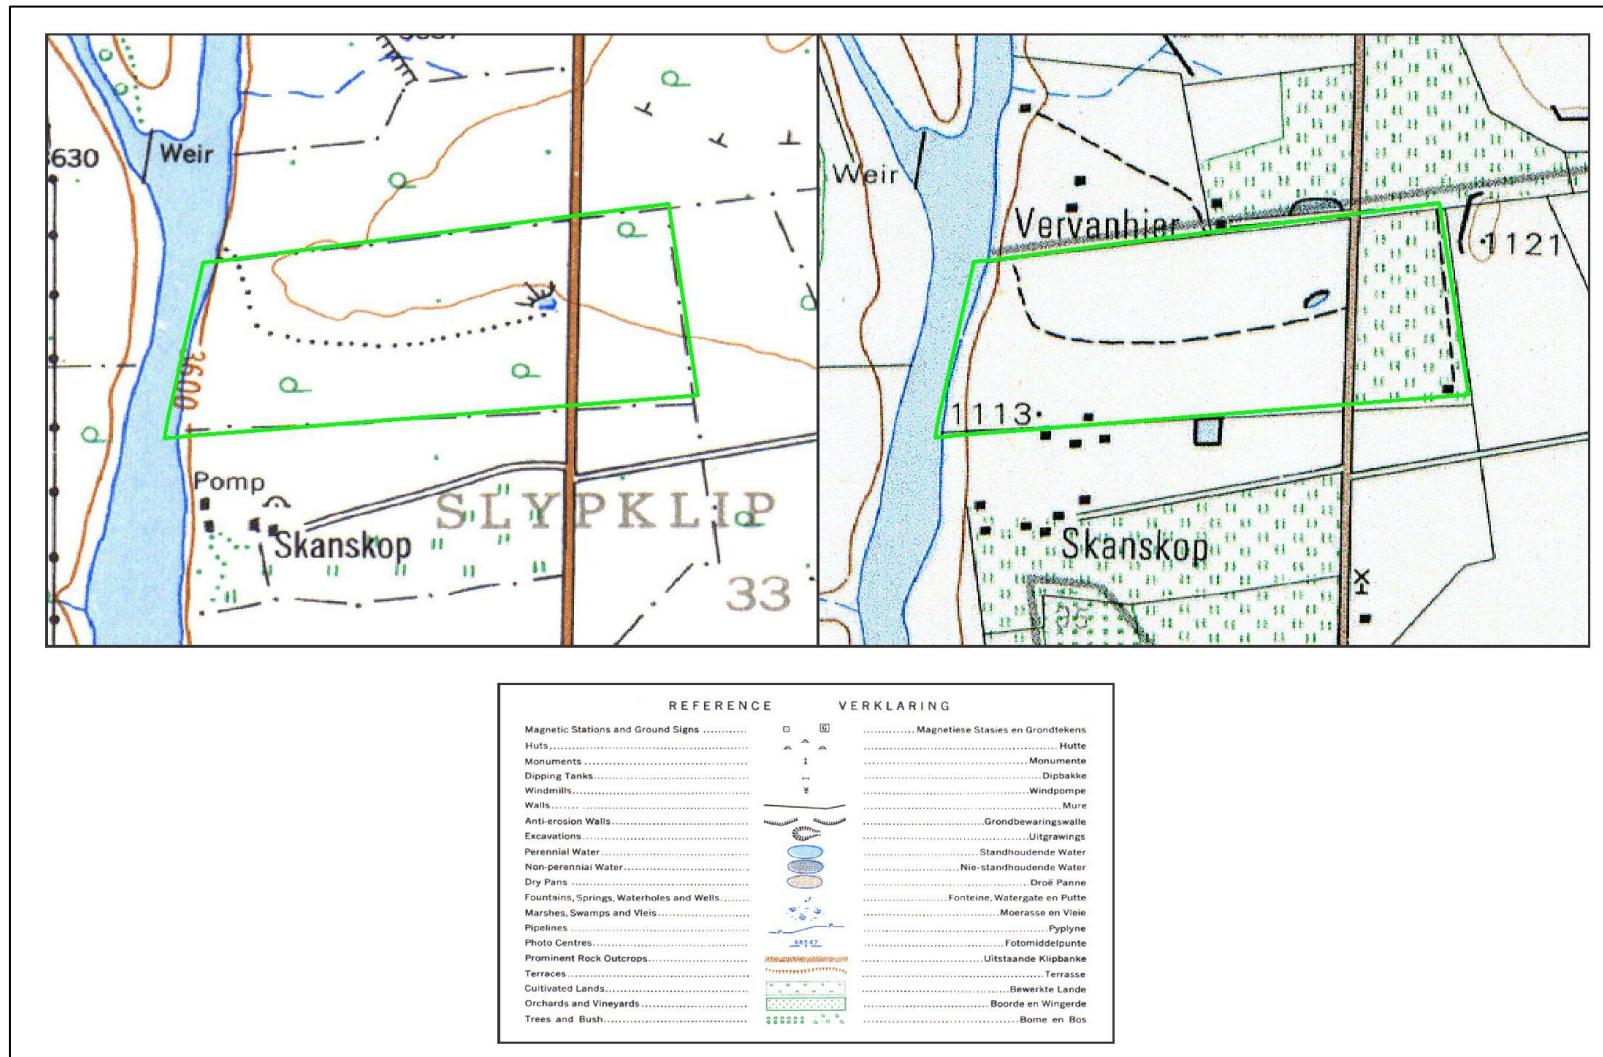 630
Weir
3600
Pomp
Skanskop
SLYPKLIP
33
Weir
Vervanhier
1121
1113
Skanskop
REFERENCE VERKLARING
Magnetic Stations and Ground Signs G Magnetiese Stasies en Grondtekens
Huts Hutte
Monuments Monumente
Dipping Tanks Dipbakke
Windmills Windpompe
Walls Mure
Anti-erosion Walls Grondbewaringswalle
Excavations Uitgrawings
Perennial Water Standhoudende Water
Non-perennial Water Nie-standhoudende Water
Dry Pans Droë Panne
Fountains, Springs, Waterholes and Wells Fonteine, Watergate en Putte
Marshes, Swamps and Vleis Moerasse en Vleie
Pipelines Pyplyne
Photo Centres Fotomiddelpunte
Prominent Rock Outcrops Uitstaande Klipbanke
Terraces Terrasse
Cultivated Lands Bewerkte Lande
Orchards and Vineyards Boorde en Wingerde
Trees and Bush Bome en Bos